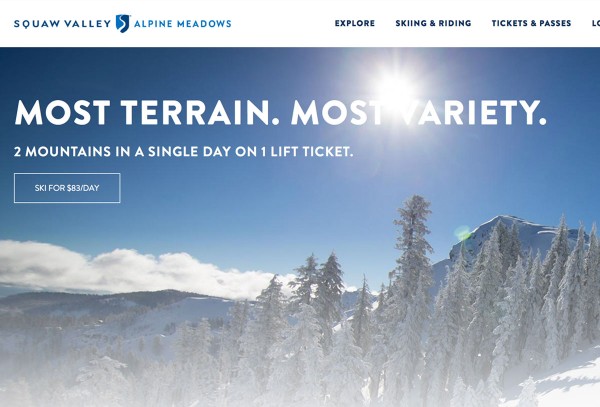 SQUAW VALLEY ALPINE MEADOWS
EXPLORE SKIING & RIDING TICKETS & PASSES LO
MOST TERRAIN. MOST VARIETY.
2 MOUNTAINS IN A SINGLE DAY ON 1 LIFT TICKET.
SKI FOR $83/DAY